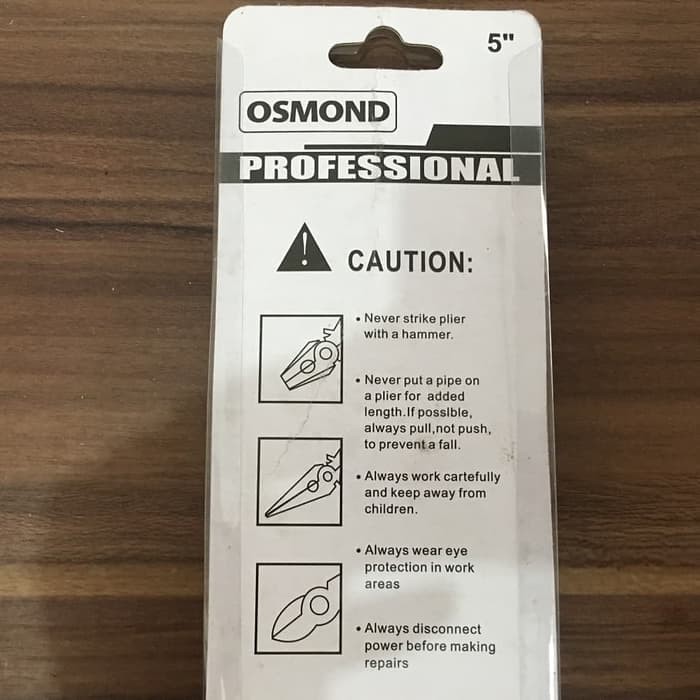 5"
OSMOND
PROFESSIONAL
CAUTION:
• Never strike plier
with a hammer.
• Never put a pipe on
a plier for added
length.If possible,
always pull,not push,
to prevent a fall.
• Always work cartefully
and keep away from
children.
• Always wear eye
protection in work
areas
• Always disconnect
power before making
repairs